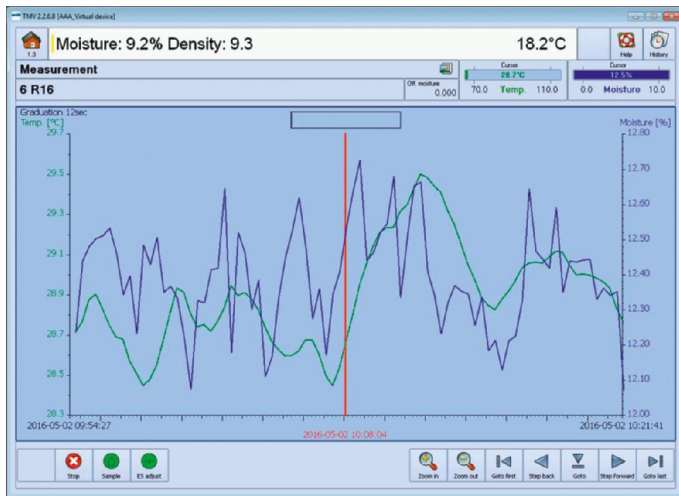 TMV 2.2.6.8 [AAA_Virtual device]
1.3
Moisture: 9.2% Density: 9.3
18.2°C
Help
History
Measurement
6 R16
Off. moisture
0.000
Cursor
28.7°C
70.0 Temp. 110.0
Cursor
12.5%
0.0 Moisture 10.0
Graduation 12sec
Temp. [°C]
Moisture [%]
29.7
29.5
29.3
29.1
28.9
28.7
28.5
28.3
12.80
12.70
12.60
12.50
12.40
12.30
12.20
12.10
12.00
2016-05-02 09:54:27
2016-05-02 10:08:04
2016-05-02 10:21:41
Stop
Sample
ES adjust
Zoom in
Zoom out
Goto first
Step back
Goto
Step forward
Goto last